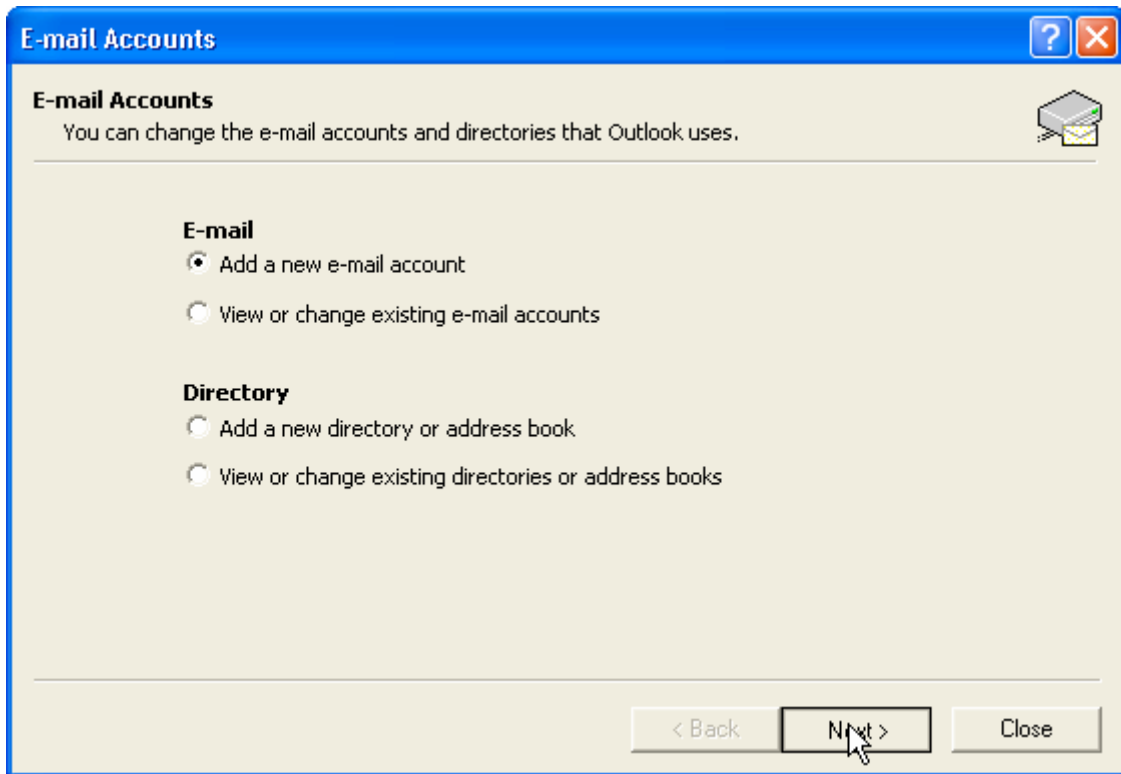 E-mail Accounts
?
E-mail Accounts
You can change the e-mail accounts and directories that Outlook uses.
E-mail
Add a new e-mail account
View or change existing e-mail accounts
Directory
Add a new directory or address book
View or change existing directories or address books
< Back Next > Close